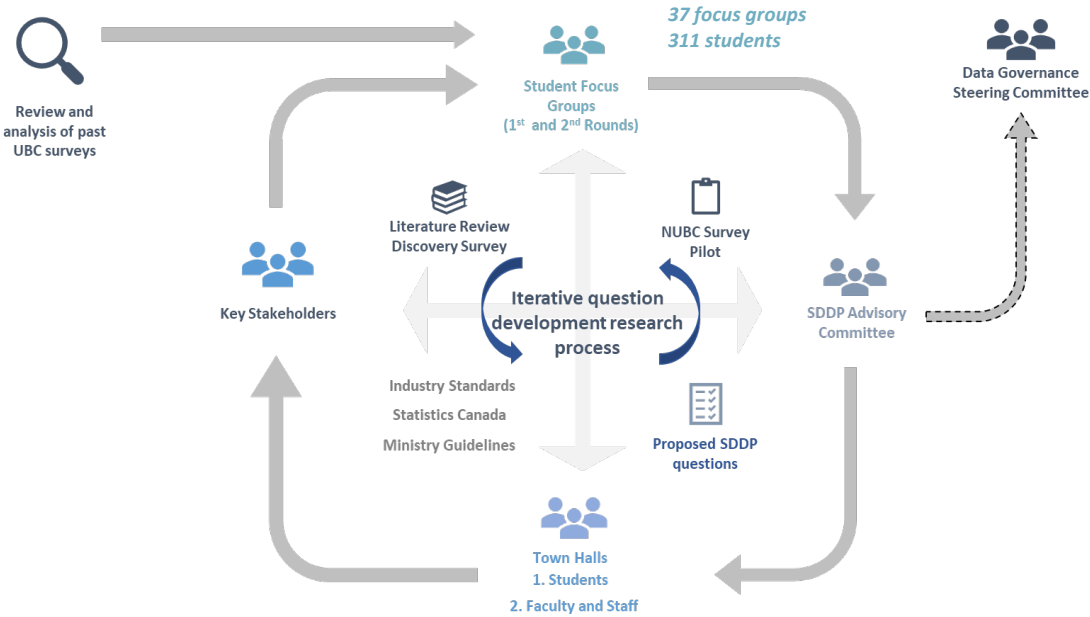 37 focus groups
311 students
Review and
analysis of past
UBC surveys
Student Focus
Groups
(1st and 2nd Rounds)
Data Governance
Steering Committee
Literature Review
Discovery Survey
NUBC Survey
Pilot
Key Stakeholders
Iterative question
development research
process
SDDP Advisory
Committee
Industry Standards
Statistics Canada
Ministry Guidelines
Proposed SDDP
questions
Town Halls
1. Students
2. Faculty and Staff